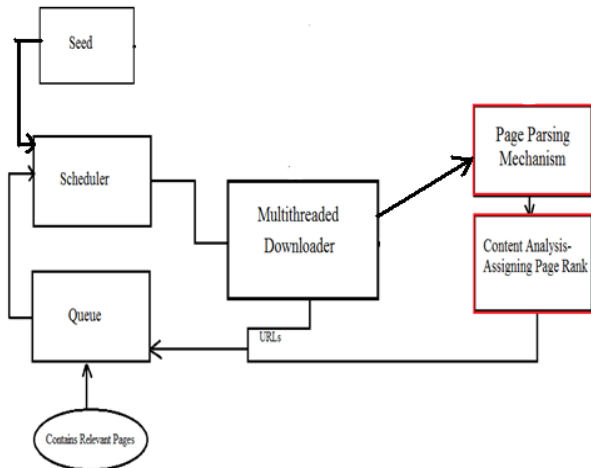 Seed
Scheduler
Page Parsing
Mechanism
Multithreaded
Downloader
Content Analysis-
Assigning Page Rank
Queue
URLs
Contains Relevant Pages